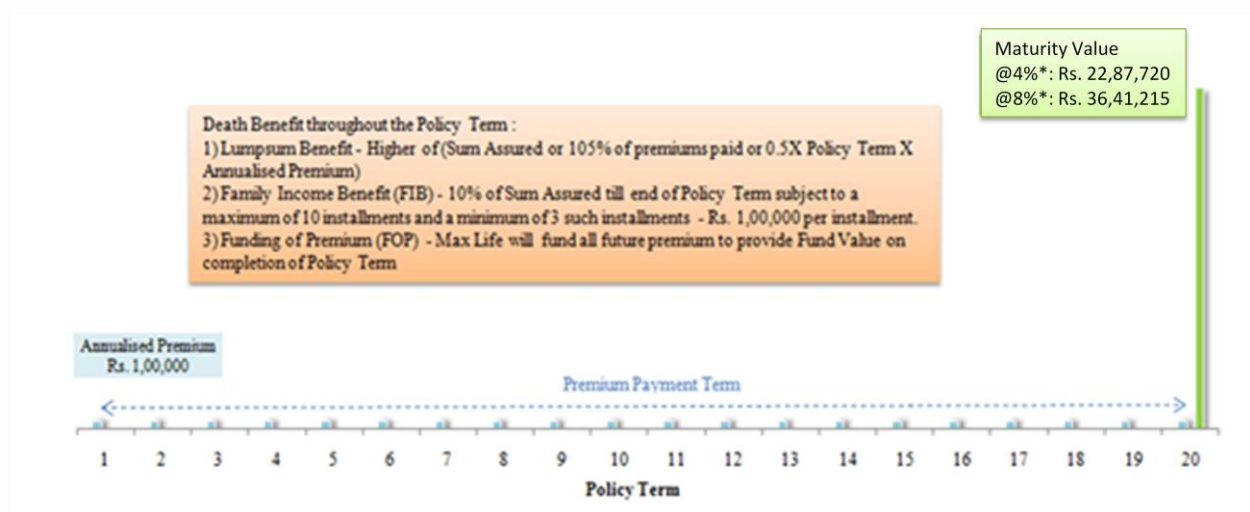 Maturity Value
@4%*: Rs. 22,87,720
@8%*: Rs. 36,41,215
Death Benefit throughout the Policy Term :
1) Lumpsum Benefit - Higher of (Sum Assured or 105% of premiums paid or 0.5X Policy Term X
Annualised Premium)
2) Family Income Benefit (FIB) - 10% of Sum Assured till end of Policy Term subject to a
maximum of 10 installments and a minimum of 3 such installments - Rs. 1,00,000 per installment.
3) Funding of Premium (FOP) - Max Life will fund all future premium to provide Fund Value on
completion of Policy Term
Annualised Premium
Rs. 1,00,000
Premium Payment Term
1 2 3 4 5 6 7 8 9 10 11 12 13 14 15 16 17 18 19 20
Policy Term